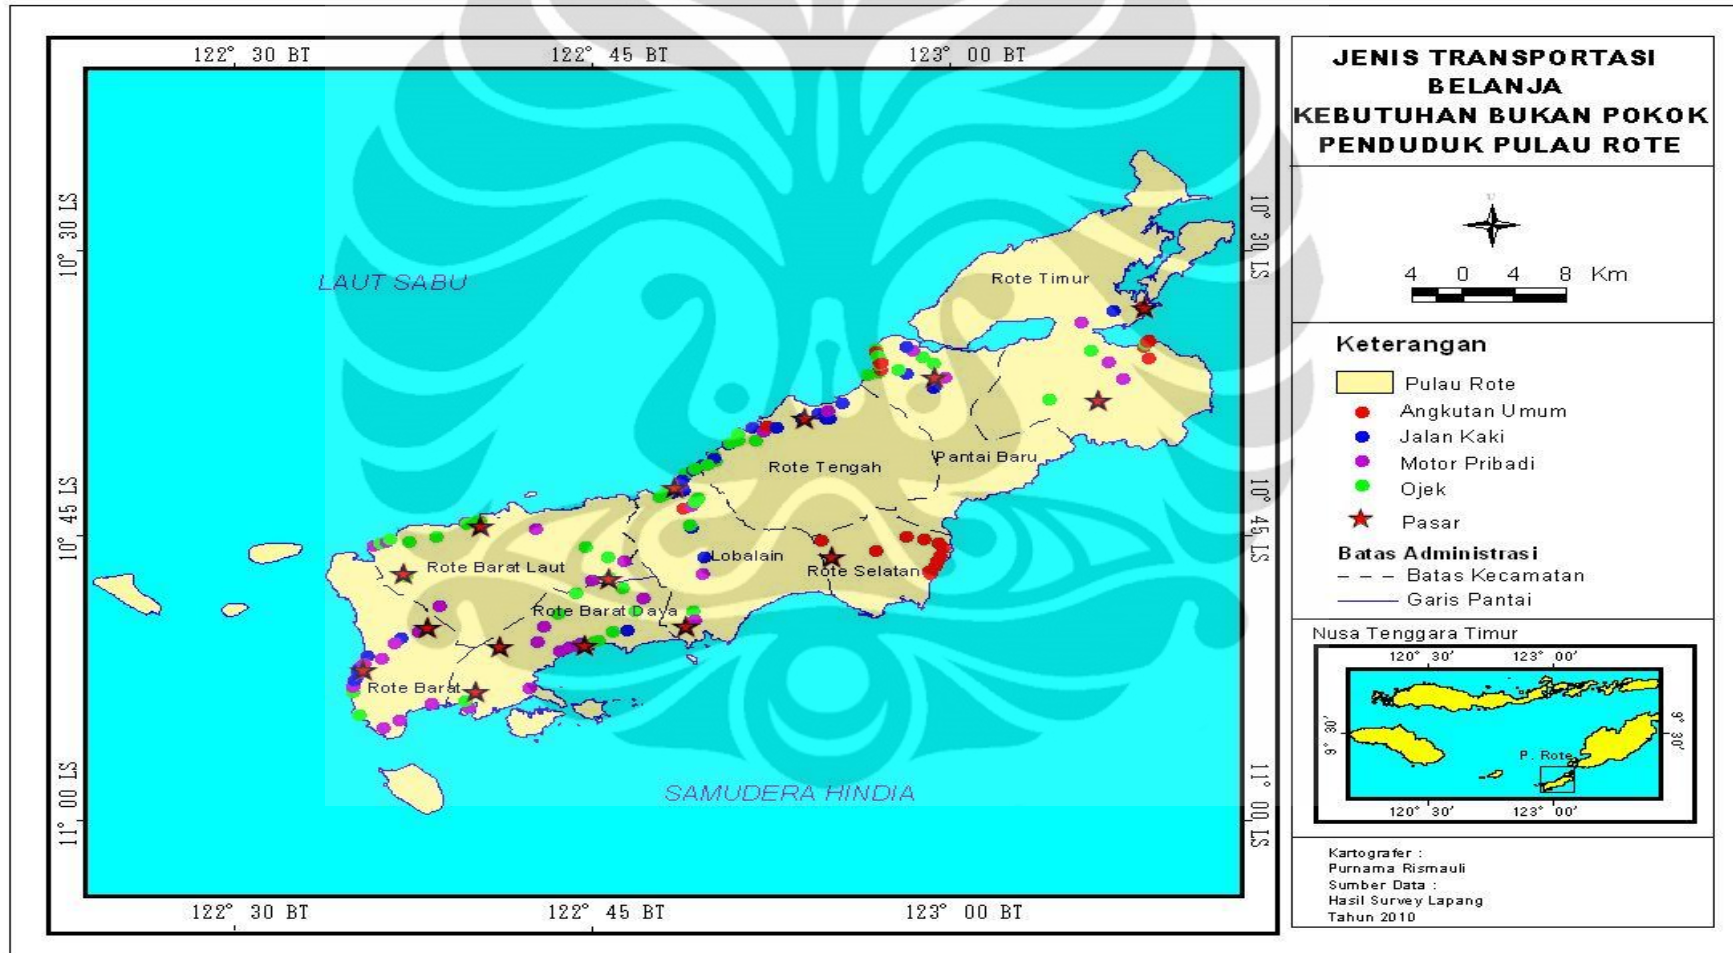 122° 30 BT
122° 45 BT
123° 00 BT
10° 30 LS
10° 30 LS
LAUT SABU
Rote Timur
Rote Tengah
Pantai Baru
10° 45 LS
10° 45 LS
Lobalain
Rote Selatan
Rote Barat Laut
Rote Barat Daya
Rote Barat
SAMUDERA HINDIA
11° 00 LS
11° 00 LS
122° 30 BT
122° 45 BT
123° 00 BT
JENIS TRANSPORTASI
BELANJA
KEBUTUHAN BUKAN POKOK
PENDUDUK PULAU ROTE
4 0 4 8 Km
Keterangan
Pulau Rote
Angkutan Umum
Jalan Kaki
Motor Pribadi
Ojek
Pasar
Batas Administrasi
Batas Kecamatan
Garis Pantai
Nusa Tenggara Timur
120° 30' 123° 00'
9° 30'
9° 30'
P. Rote
120° 30' 123° 00'
Kartografer :
Purnama Rismauli
Sumber Data :
Hasil Survey Lapang
Tahun 2010